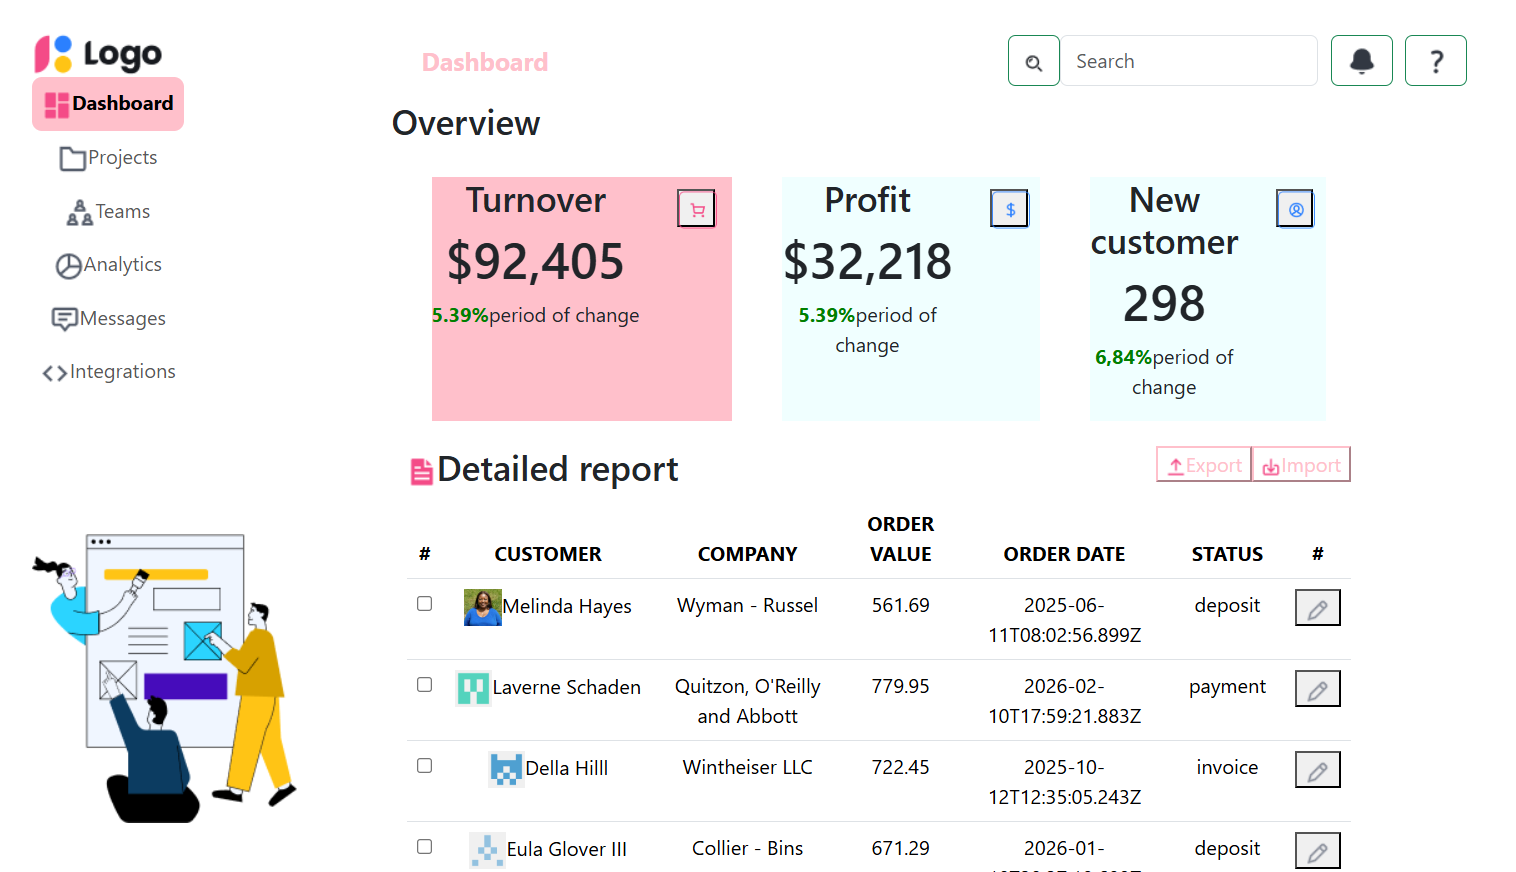 Logo
Dashboard
Projects
Teams
Analytics
Messages
Integrations
Dashboard
Search
?
Overview
Turnover
$92,405
5.39%period of change
Profit
$32,218
5.39%period of
change
$
New
customer
298
6,84%period of
change
Detailed report
Export
Import
# CUSTOMER COMPANY ORDER VALUE ORDER DATE STATUS #
Melinda Hayes Wyman - Russel 561.69 2025-06-11T08:02:56.899Z deposit
Laverne Schaden Quitzon, O'Reilly and Abbott 779.95 2026-02-10T17:59:21.883Z payment
Della Hilll Wintheiser LLC 722.45 2025-10-12T12:35:05.243Z invoice
Eula Glover III Collier - Bins 671.29 2026-01- deposit